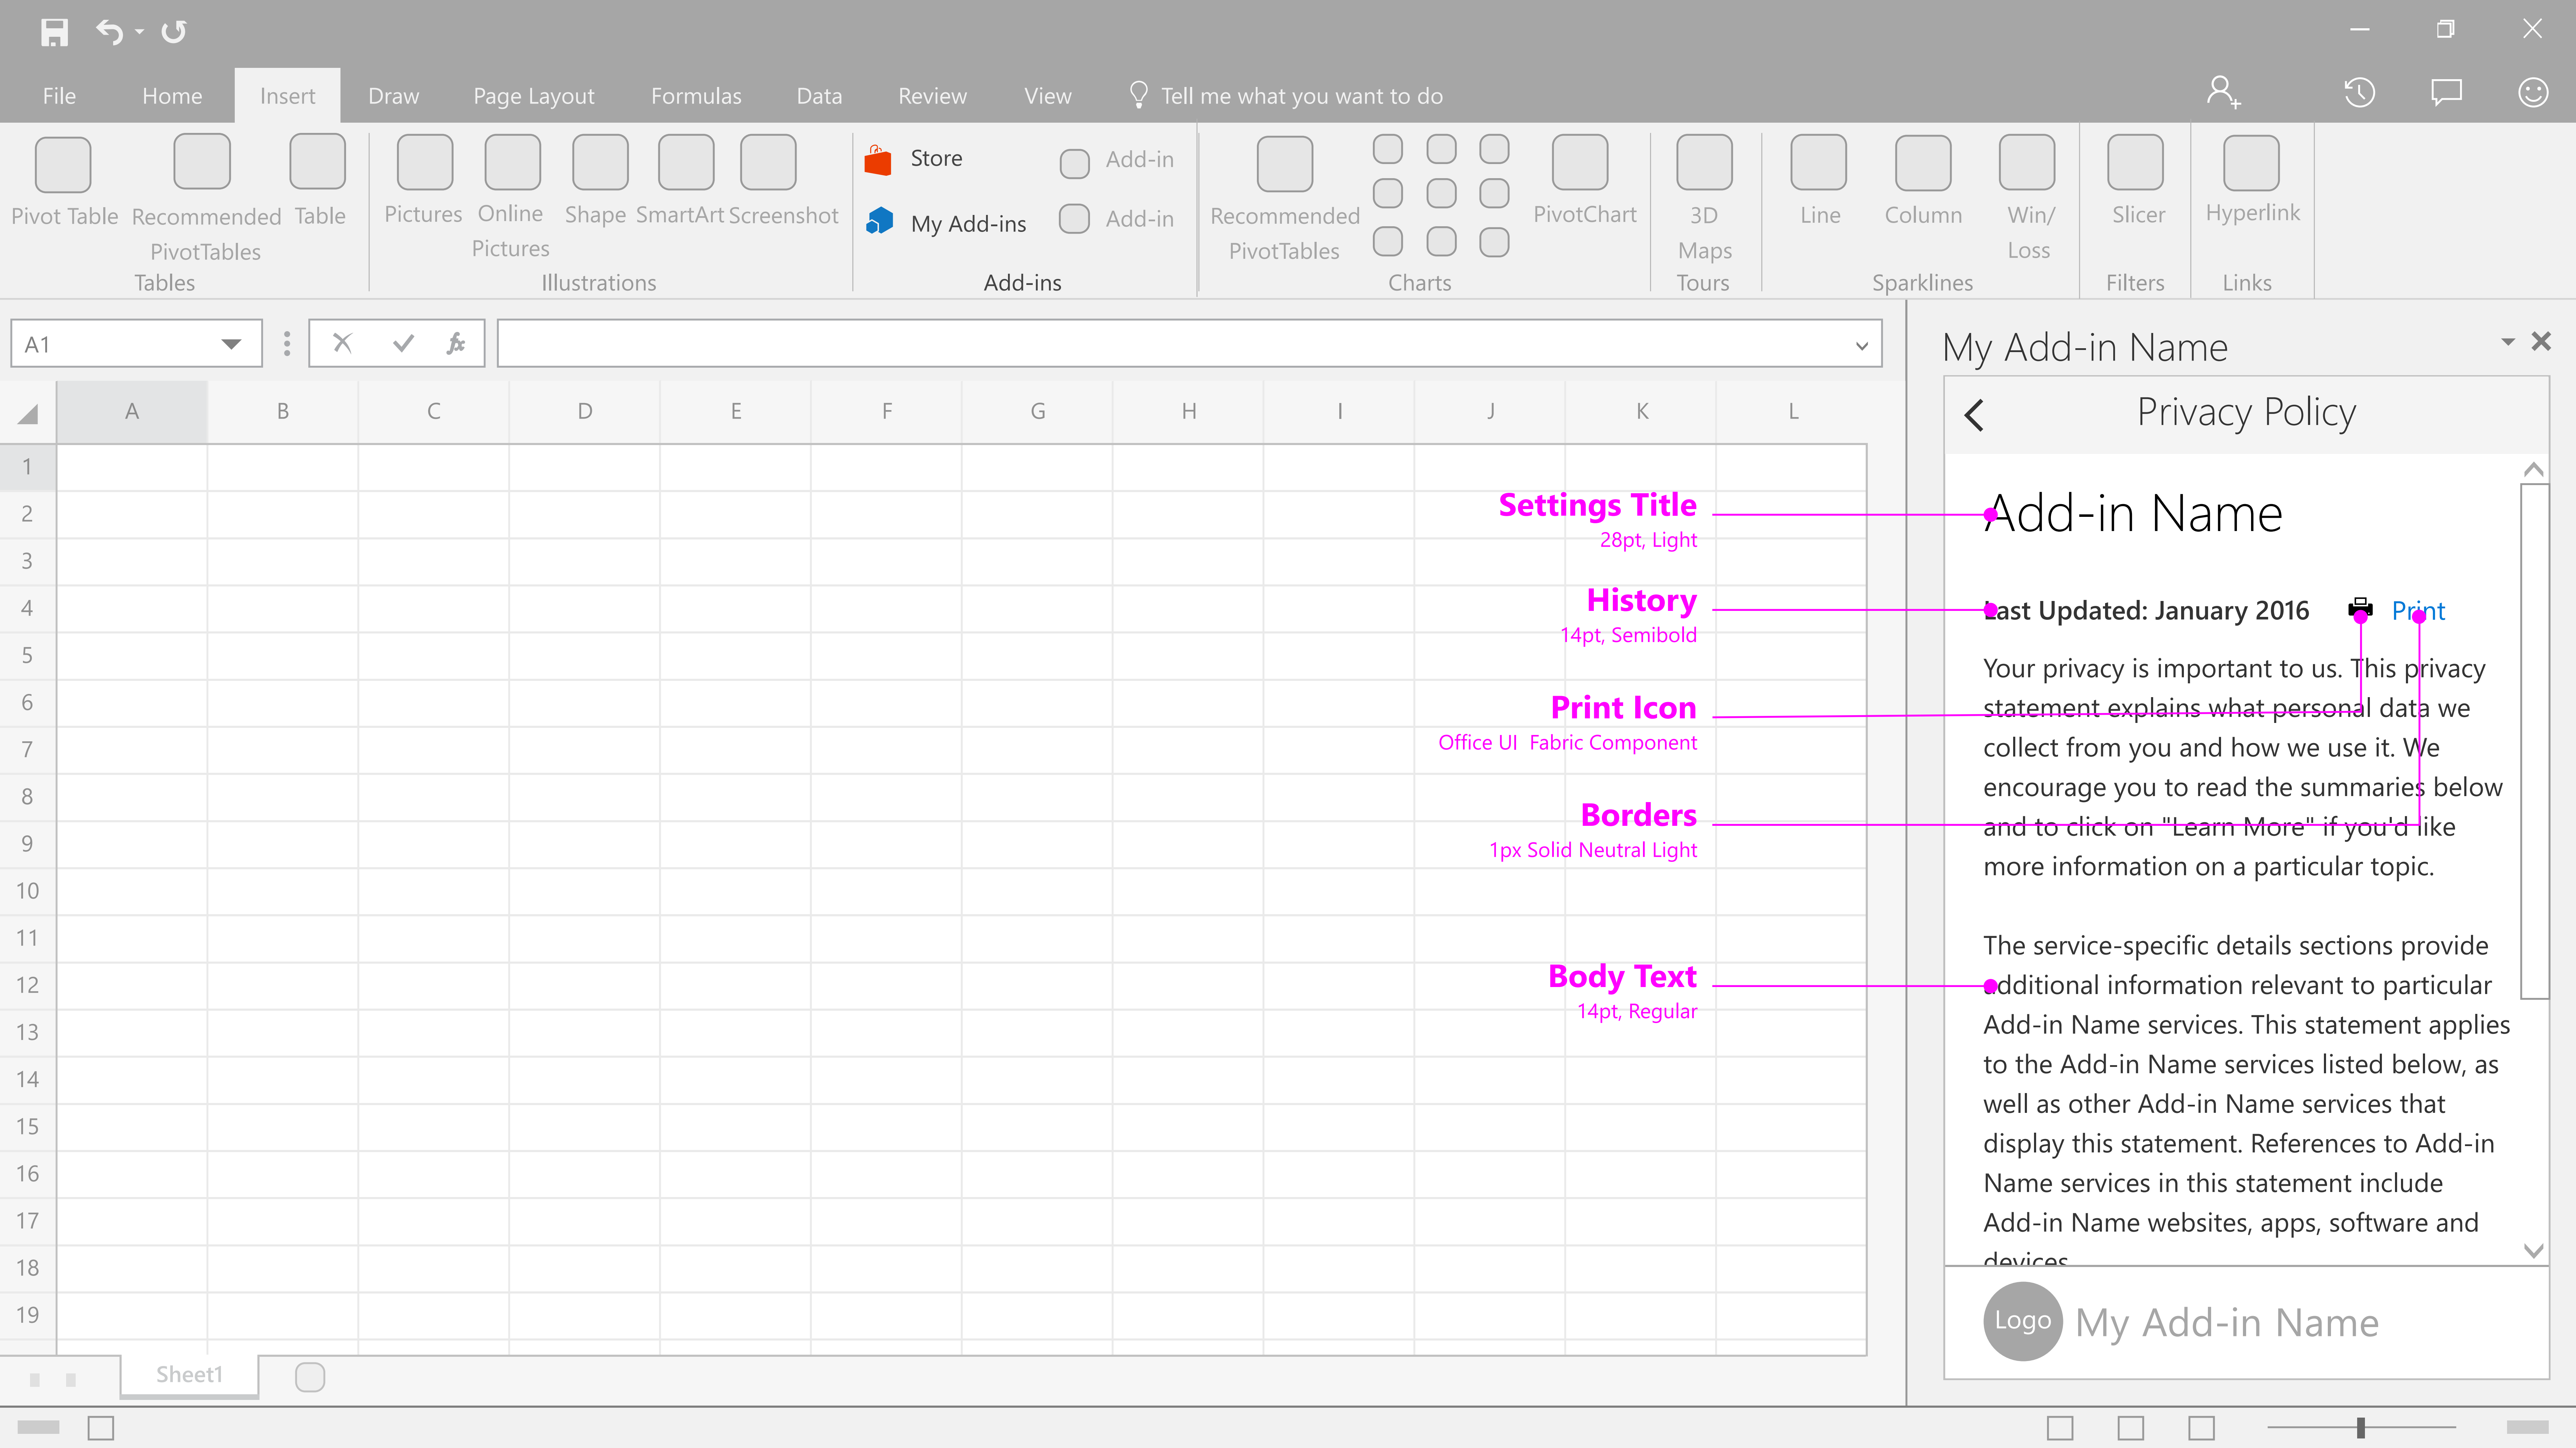 File Home Insert Draw Page Layout Formulas Data Review View Tell me what you want to do
Store Add-in
My Add-ins Add-in
Pivot Table
Recommended
PivotTables
Table
Tables
Pictures
Online
Pictures
Shape
SmartArt
Screenshot
Illustrations
Add-ins
Recommended
PivotTables
PivotChart
Charts
3D
Maps
Tours
Line
Column
Win/
Loss
Sparklines
Slicer
Filters
Hyperlink
Links
A1
fx
A B C D E F G H I J K L
1
2
3
4
5
6
7
8
9
10
11
12
13
14
15
16
17
18
19
Settings Title
28pt, Light
History
14pt, Semibold
Print Icon
Office UI Fabric Component
Borders
1px Solid Neutral Light
Body Text
14pt, Regular
Sheet1
My Add-in Name
Privacy Policy
Add-in Name
Last Updated: January 2016 Print
Your privacy is important to us. This privacy
statement explains what personal data we
collect from you and how we use it. We
encourage you to read the summaries below
and to click on "Learn More" if you'd like
more information on a particular topic.
The service-specific details sections provide
additional information relevant to particular
Add-in Name services. This statement applies
to the Add-in Name services listed below, as
well as other Add-in Name services that
display this statement. References to Add-in
Name services in this statement include
Add-in Name websites, apps, software and
devices
Logo My Add-in Name